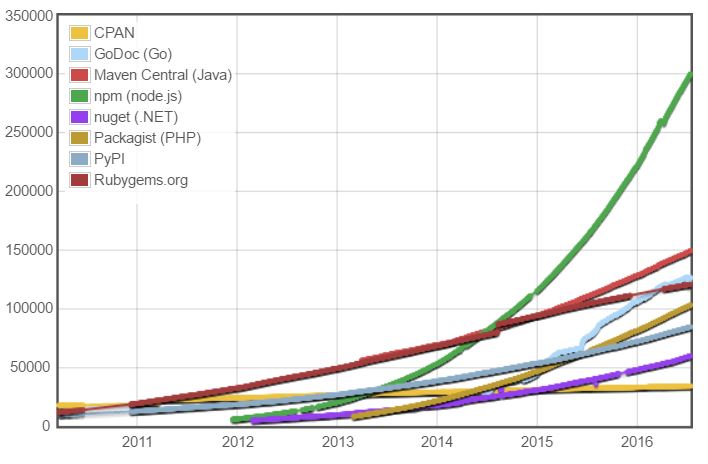 350000
300000
250000
200000
150000
100000
50000
0
CPAN
GoDoc (Go)
Maven Central (Java)
npm (node.js)
nuget (.NET)
Packagist (PHP)
PyPI
Rubygems.org
2011 2012 2013 2014 2015 2016